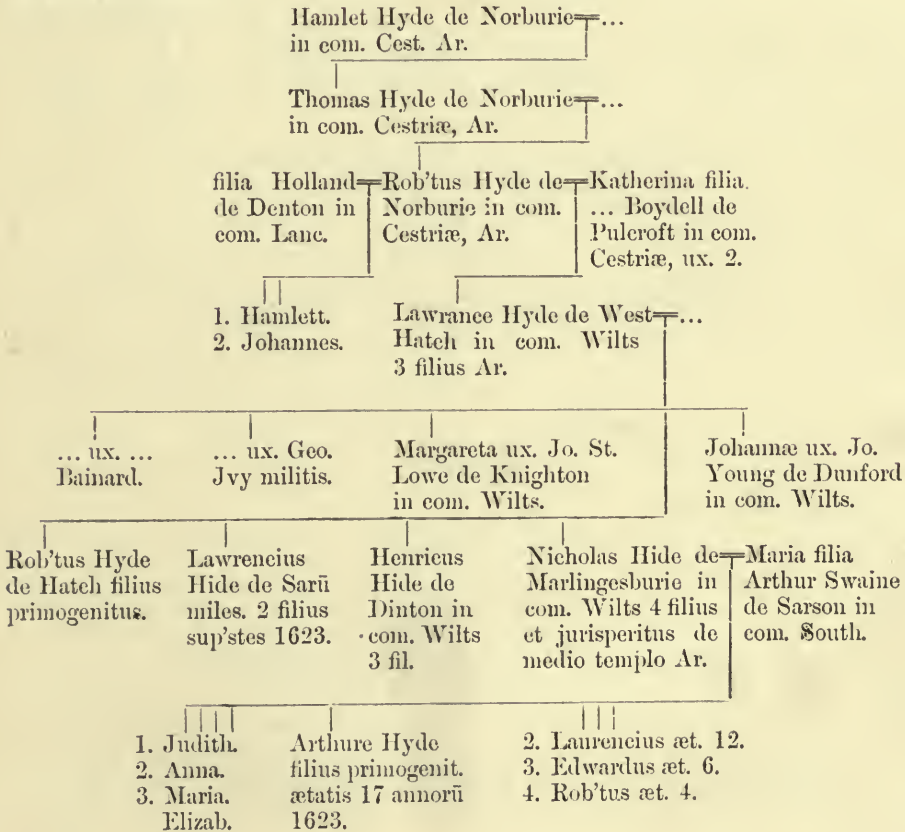 Hamlet Hyde de Norburie=...
in com. Cest. Ar.
Thomas Hyde de Norburie=...
in com. Cestriæ, Ar.
filia Holland=
de Denton in
com. Lanc.
Rob'tus Hyde de=
Norburie in com.
Cestriæ, Ar.
Katherina filia
... Boydell de
Pulcroft in com.
Cestriæ, ux. 2.
1. Hamlett.
2. Johannes.
Lawrance Hyde de West=...
Hatch in com. Wilts
3 filius Ar.
... ux. ...
Bainard.
... ux. Geo.
Jvy militis.
Margareta ux. Jo. St.
Lowe de Knighton
in com. Wilts.
Johannæ ux. Jo.
Young de Dunford
in com. Wilts.
Rob'tus Hyde
de Hatch filius
primogenitus.
Lawrencius
Hide de Sarū
miles. 2 filius
sup'stes 1623.
Henricus
Hide de
Dinton in
com. Wilts
3 fil.
Nicholas Hide de=
Marlingesburie in
com. Wilts 4 filius
et jurisperitus de
medio templo Ar.
Maria filia
Arthur Swaine
de Sarson in
com. South.
1. Judith.
2. Anna.
3. Maria.
Elizab.
Arthure Hyde
filius primogenit.
ætatis 17 annorū
1623.
2. Laurencius æt. 12.
3. Edwardus æt. 6.
4. Rob'tus æt. 4.